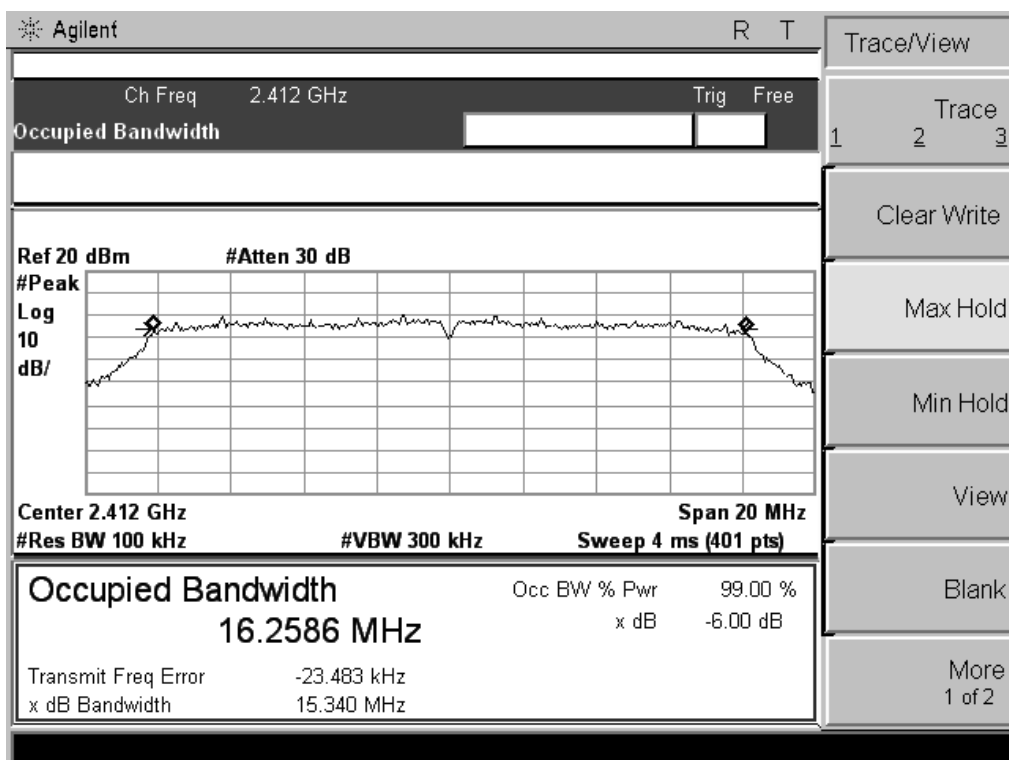 Agilent R T
Ch Freq 2.412 GHz Trig Free
Occupied Bandwidth
Ref 20 dBm #Atten 30 dB
#Peak
Log
10
dB/
Center 2.412 GHz Span 20 MHz
#Res BW 100 kHz #VBW 300 kHz Sweep 4 ms (401 pts)
Occupied Bandwidth Occ BW % Pwr 99.00 %
16.2586 MHz x dB -6.00 dB
Transmit Freq Error -23.483 kHz
x dB Bandwidth 15.340 MHz
Trace/View
Trace
1 2 3
Clear Write
Max Hold
Min Hold
View
Blank
More
1 of 2